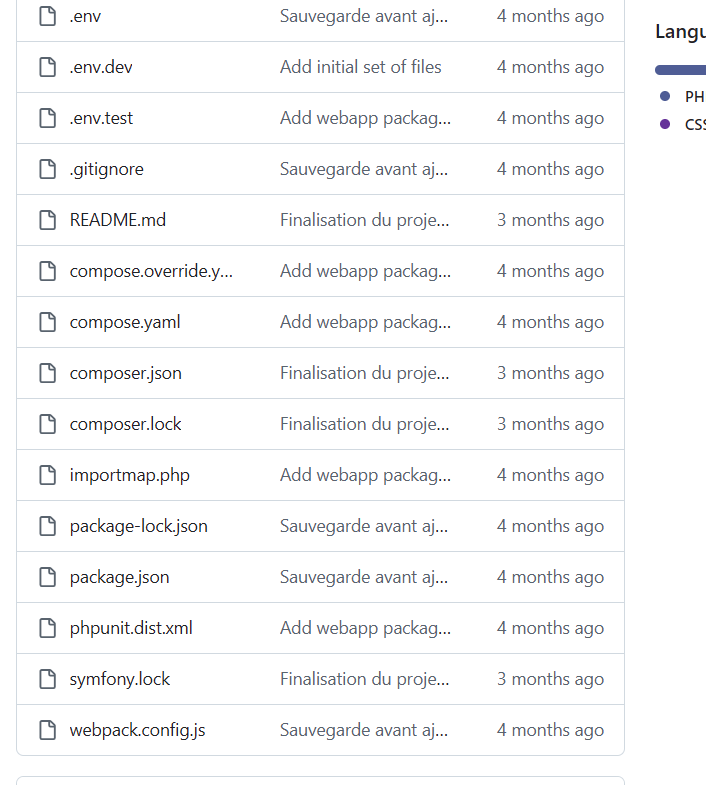 .env Sauvegarde avant aj... 4 months ago
.env.dev Add initial set of files 4 months ago
.env.test Add webapp packag... 4 months ago
.gitignore Sauvegarde avant aj... 4 months ago
README.md Finalisation du proje... 3 months ago
compose.override.y... Add webapp packag... 4 months ago
compose.yaml Add webapp packag... 4 months ago
composer.json Finalisation du proje... 3 months ago
composer.lock Finalisation du proje... 3 months ago
importmap.php Add webapp packag... 4 months ago
package-lock.json Sauvegarde avant aj... 4 months ago
package.json Sauvegarde avant aj... 4 months ago
phpunit.dist.xml Add webapp packag... 4 months ago
symfony.lock Finalisation du proje... 3 months ago
webpack.config.js Sauvegarde avant aj... 4 months ago
Langu
PH
CSS